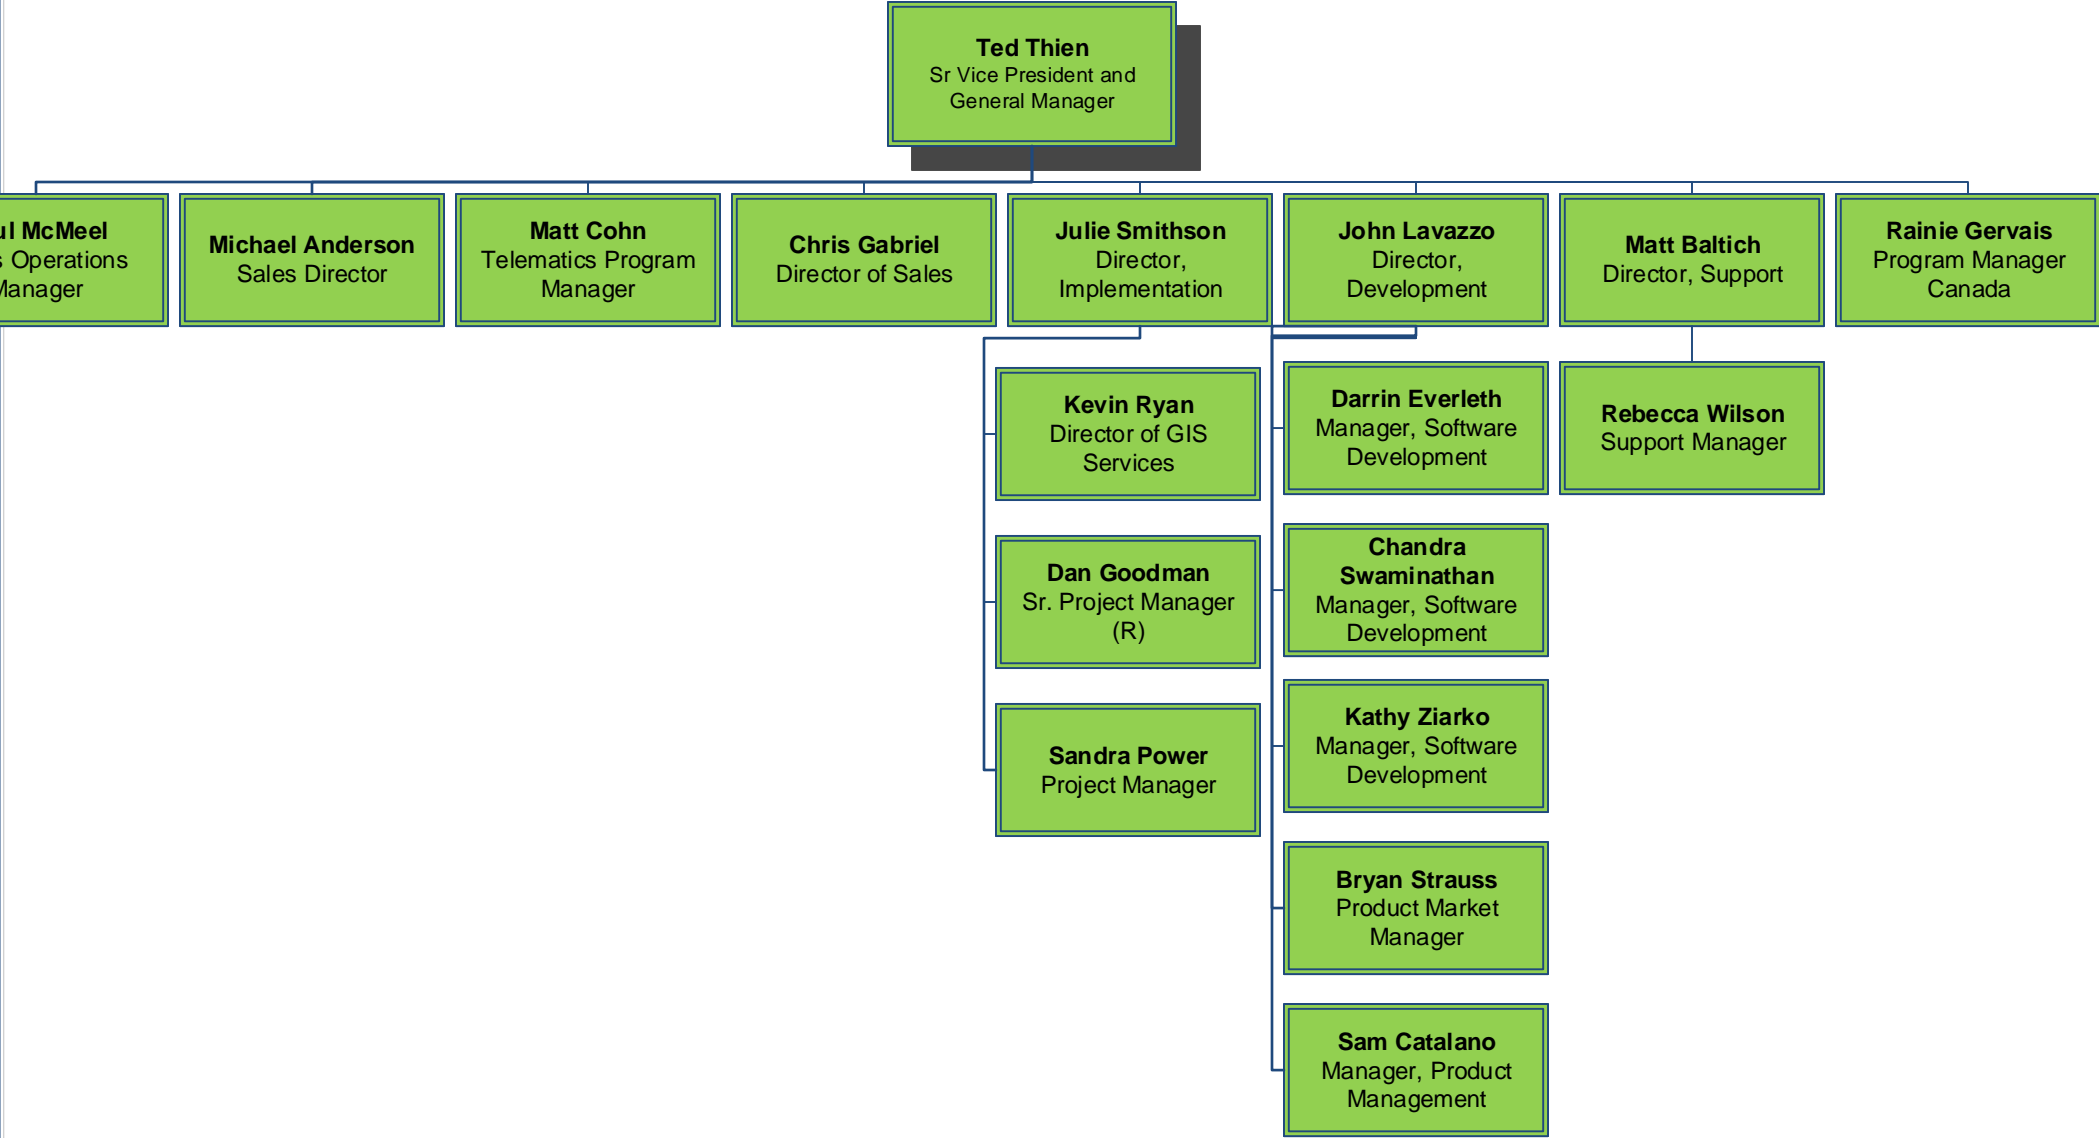 Ted Thien
Sr Vice President and
General Manager
McMeel
Operations
Manager
Michael Anderson
Sales Director
Matt Cohn
Telematics Program
Manager
Chris Gabriel
Director of Sales
Julie Smithson
Director,
Implementation
John Lavazzo
Director,
Development
Matt Baltich
Director, Support
Rainie Gervais
Program Manager
Canada
Kevin Ryan
Director of GIS
Services
Dan Goodman
Sr. Project Manager
(R)
Sandra Power
Project Manager
Darrin Everleth
Manager, Software
Development
Chandra
Swaminathan
Manager, Software
Development
Kathy Ziarko
Manager, Software
Development
Bryan Strauss
Product Market
Manager
Sam Catalano
Manager, Product
Management
Rebecca Wilson
Support Manager